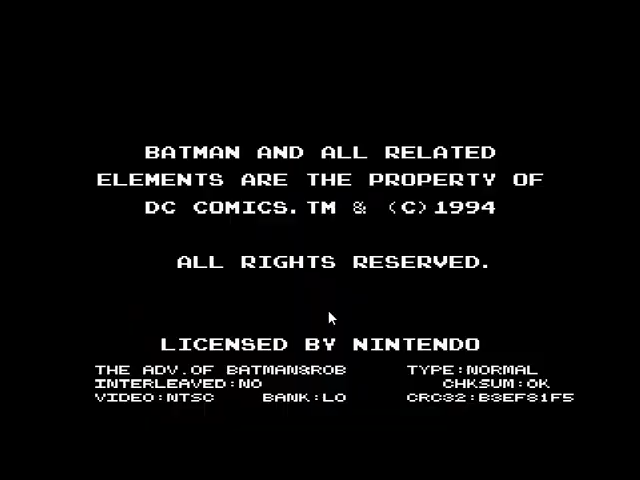 BATMAN AND ALL RELATED
ELEMENTS ARE THE PROPERTY OF
DC COMICS.TM & (C)1994
ALL RIGHTS RESERVED.
LICENSED BY NINTENDO
THE ADV.OF BATMAN&ROB TYPE:NORMAL
INTERLEAVED:NO CHKSUM:OK
VIDEO:NTSC BANK:LO CRC32:B3EF81F5